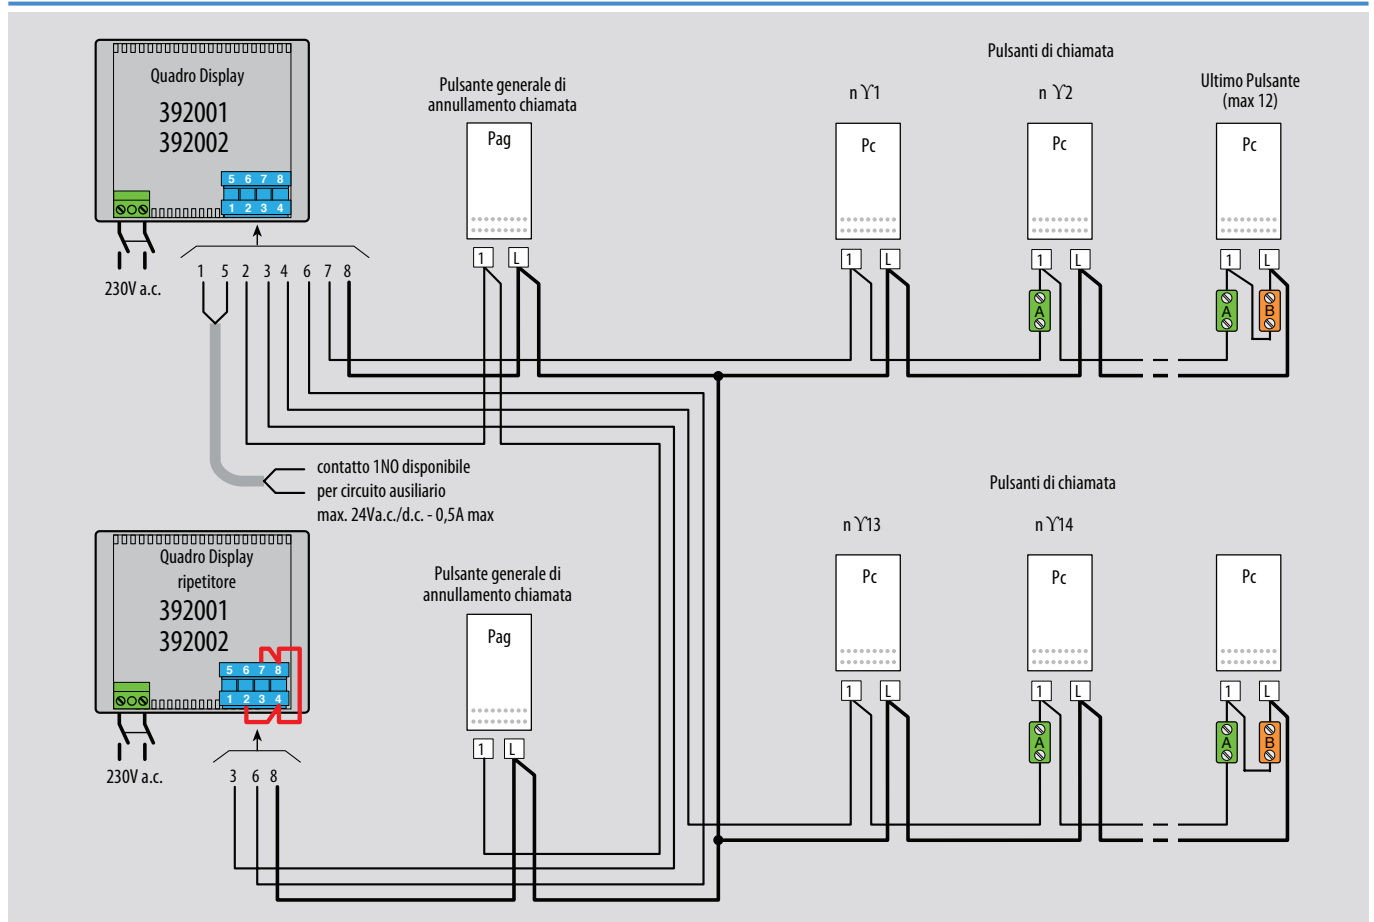 Quadro Display
392001
392002
5 6 7 8
1 2 3 4
230V a.c.
1 5 2 3 4 6 7 8
Pulsante generale di
annullamento chiamata
Pag
1 L
Pulsanti di chiamata
n ϒ1
Pc
1 L
n ϒ2
Pc
1 L
A
Ultimo Pulsante
(max 12)
Pc
1 L
A B
contatto 1NO disponibile
per circuito ausiliario
max. 24Va.c./d.c. - 0,5A max
Quadro Display
ripetitore
392001
392002
5 6 7 8
1 2 3 4
230V a.c.
3 6 8
Pulsante generale di
annullamento chiamata
Pag
1 L
Pulsanti di chiamata
n ϒ13
Pc
1 L
n ϒ14
Pc
1 L
A
Pc
1 L
A B